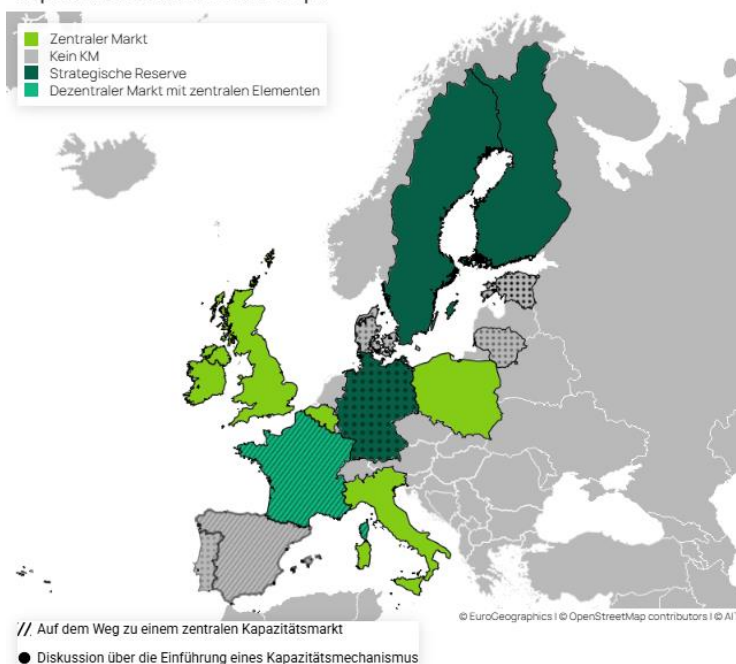 Zentraler Markt
Kein KM
Strategische Reserve
Dezentraler Markt mit zentralen Elementen
© EuroGeographics | © OpenStreetMap contributors | © AIT
// Auf dem Weg zu einem zentralen Kapazitätsmarkt
● Diskussion über die Einführung eines Kapazitätsmechanismus